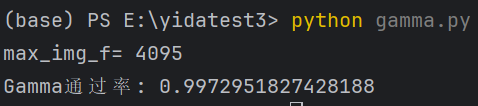 (base) PS E:\yidatest3> python gamma.py
max_img_f= 4095
Gamma通过率: 0.9972951827428188